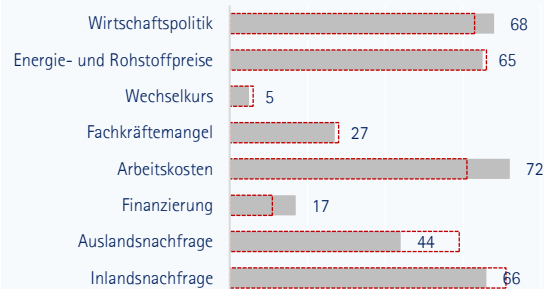 Wirtschaftspolitik 68
Energie- und Rohstoffpreise 65
Wechselkurs 5
Fachkräftemangel 27
Arbeitskosten 72
Finanzierung 17
Auslandsnachfrage 44
Inlandsnachfrage 66